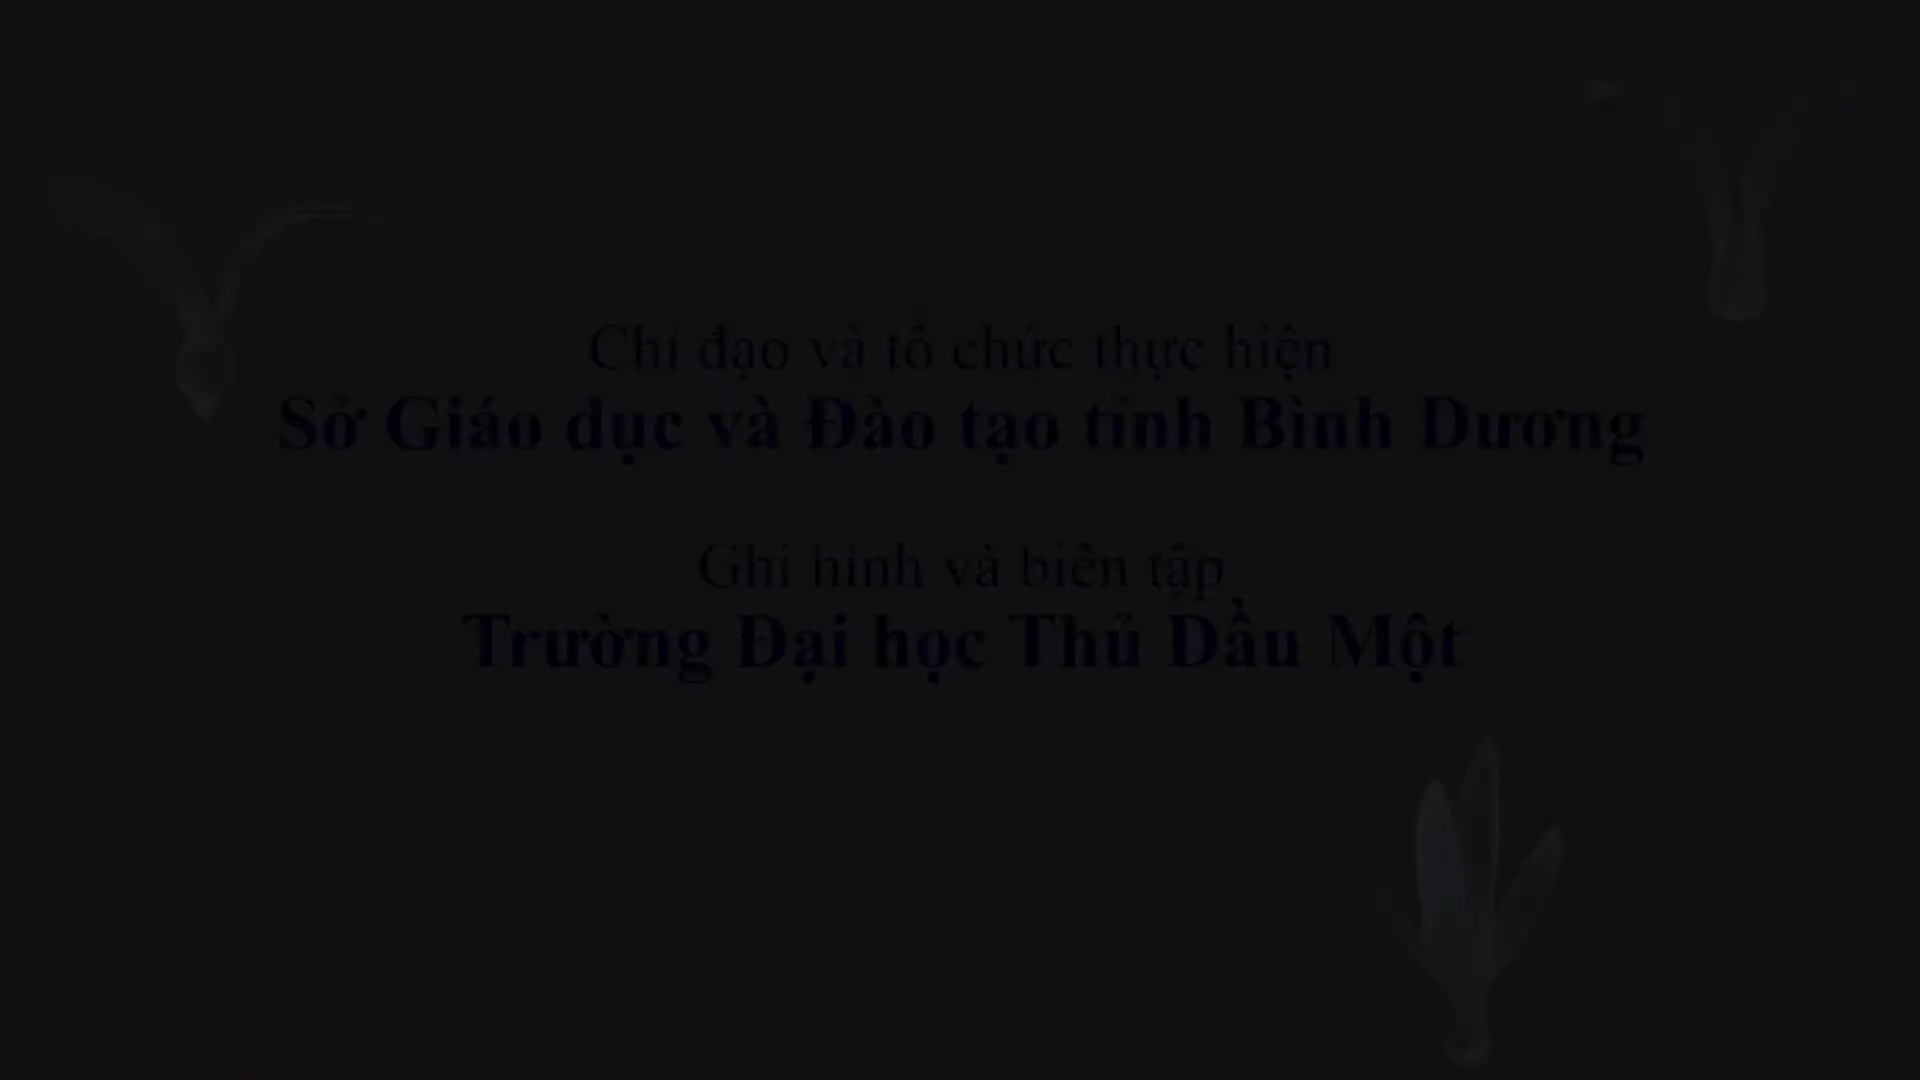 Chỉ đạo và tổ chức thực hiện
Sở Giáo dục và Đào tạo tỉnh Bình Dương
Ghi hình và biên tập
Trường Đại học Thủ Dầu Một